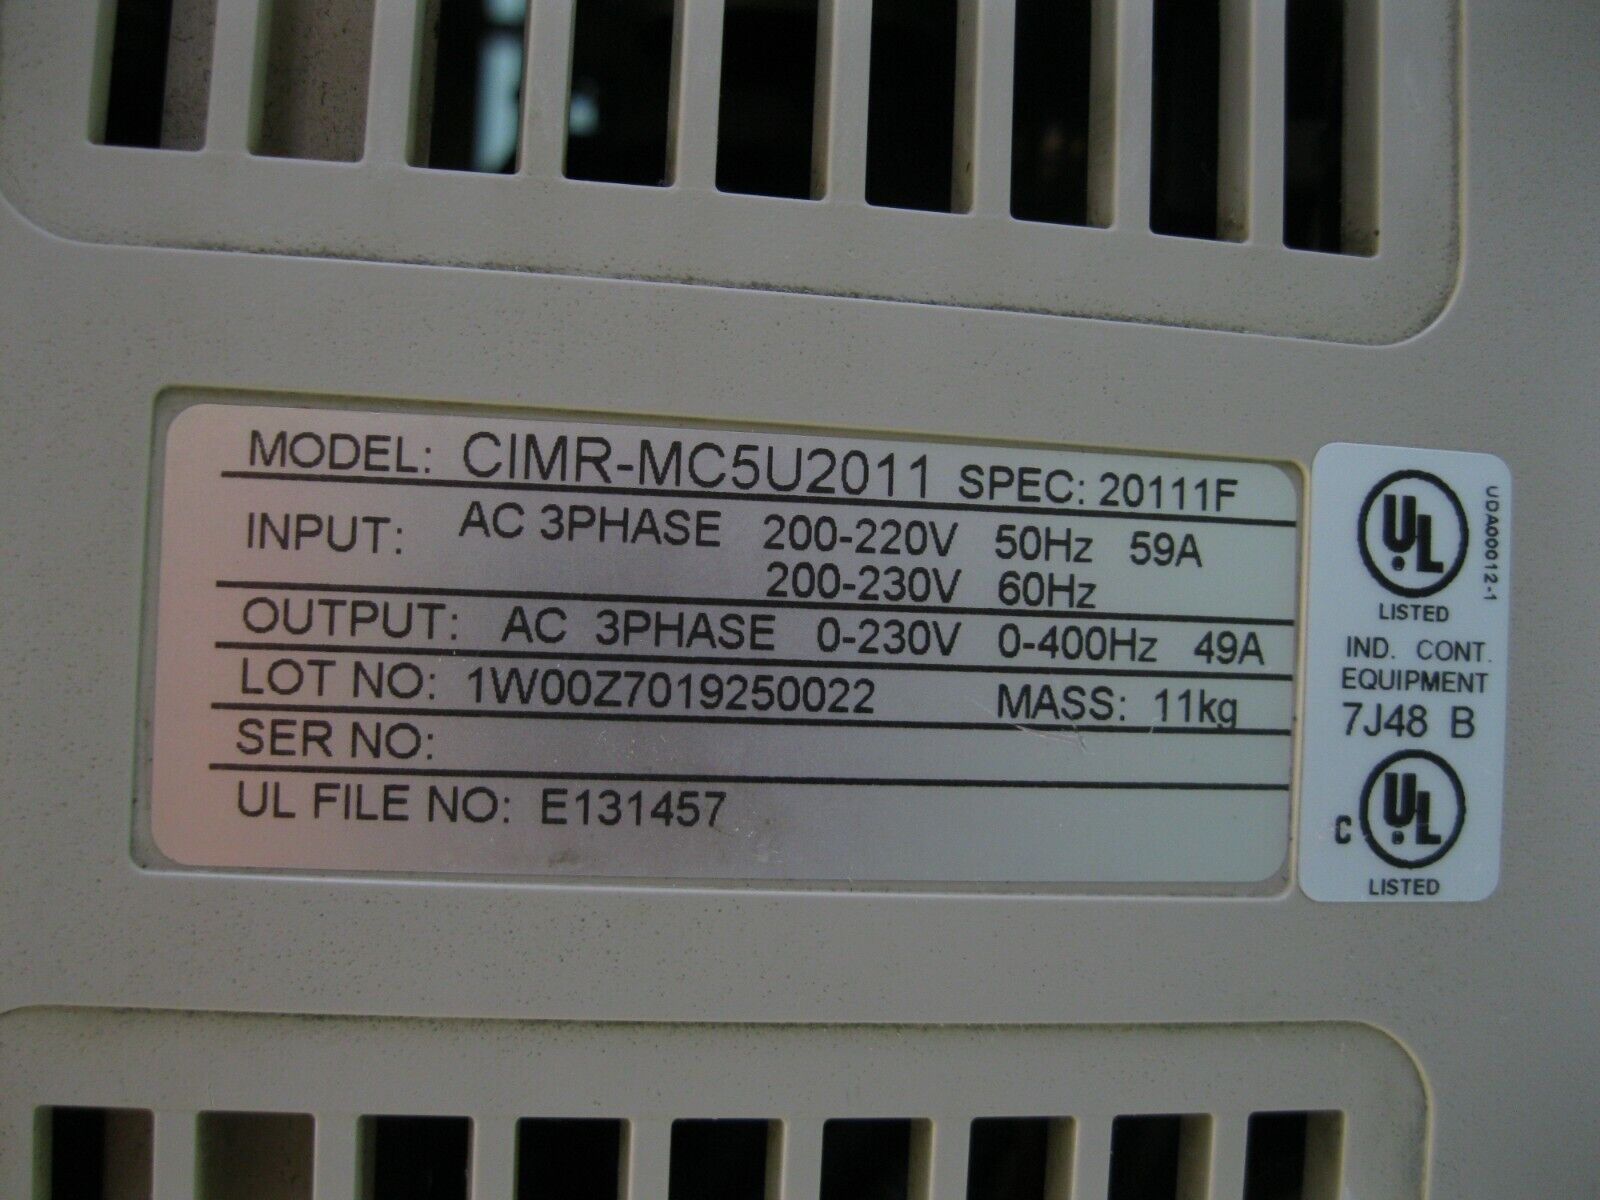 MODEL: CIMR-MC5U2011 SPEC: 20111F
INPUT: AC 3PHASE 200-220V 50Hz 59A
200-230V 60Hz
OUTPUT: AC 3PHASE 0-230V 0-400Hz 49A
LOT NO: 1W00Z7019250022 MASS: 11kg
SER NO:
UL FILE NO: E131457
UL
LISTED
UDA00012-1
IND. CONT.
EQUIPMENT
7J48 B
C UL
LISTED